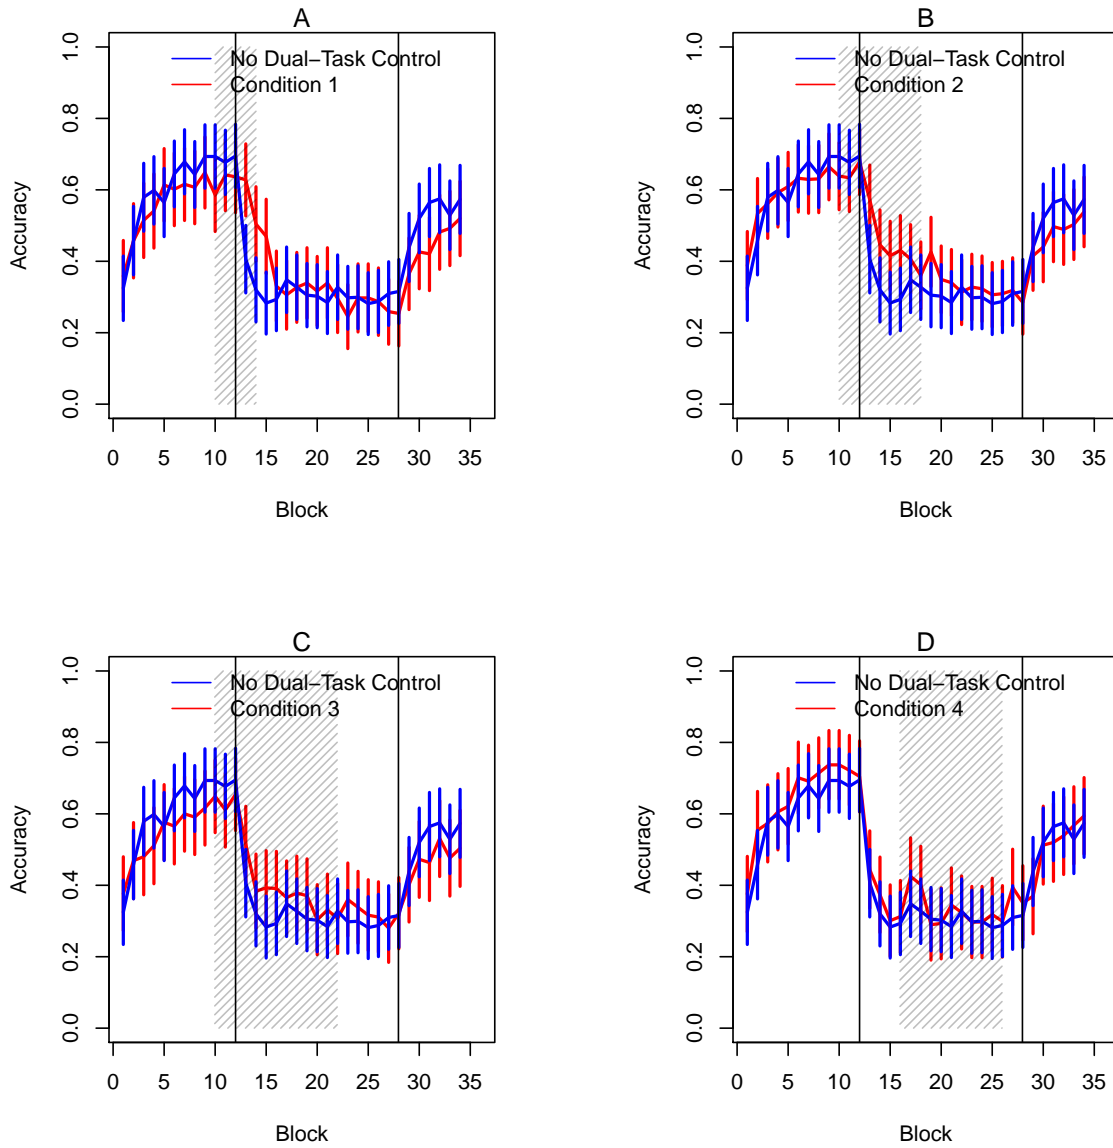 A
No Dual−Task Control
Condition 1
Accuracy
0.0 0.2 0.4 0.6 0.8 1.0
0 5 10 15 20 25 30 35
Block
B
No Dual−Task Control
Condition 2
Accuracy
0.0 0.2 0.4 0.6 0.8 1.0
0 5 10 15 20 25 30 35
Block
C
No Dual−Task Control
Condition 3
Accuracy
0.0 0.2 0.4 0.6 0.8 1.0
0 5 10 15 20 25 30 35
Block
D
No Dual−Task Control
Condition 4
Accuracy
0.0 0.2 0.4 0.6 0.8 1.0
0 5 10 15 20 25 30 35
Block